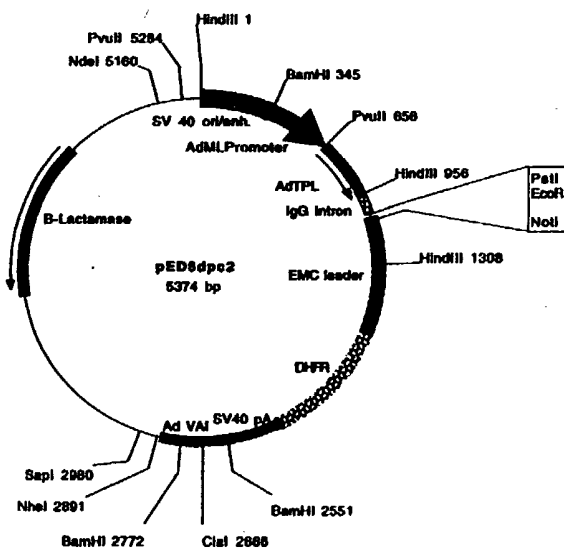 HindIII 1
PvuII 5284
NdeI 5160
BamHI 345
SV 40 ori/enh.
PvuII 656
AdMLPromoter
HindIII 956
PstI
EcoR
NotI
AdTPL
IgG Intron
B-Lactamase
pED6dpc2
5374 bp
EMC leader
HindIII 1308
DHFR
SV40 pA
Ad VAI
SapI 2980
NheI 2891
BamHI 2772
ClaI 2666
BamHI 2551